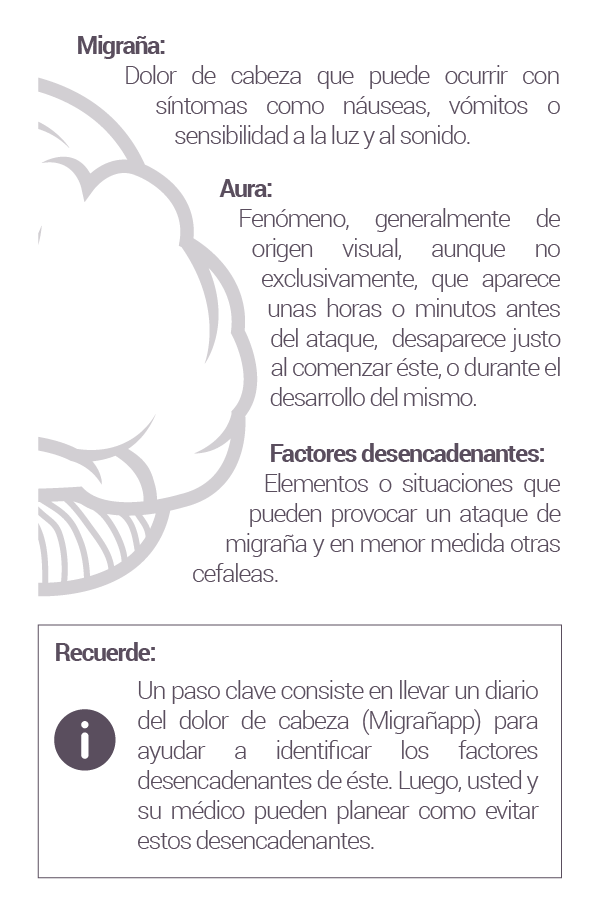 Migraña:
Dolor de cabeza que puede ocurrir con
síntomas como náuseas, vómitos o
sensibilidad a la luz y al sonido.
Aura:
Fenómeno, generalmente de
origen visual, aunque no
exclusivamente, que aparece
unas horas o minutos antes
del ataque, desaparece justo
al comenzar éste, o durante el
desarrollo del mismo.
Factores desencadenantes:
Elementos o situaciones que
pueden provocar un ataque de
migraña y en menor medida otras
cefaleas.
Recuerde:
Un paso clave consiste en llevar un diario
del dolor de cabeza (Migrañapp) para
ayudar a identificar los factores
desencadenantes de éste. Luego, usted y
su médico pueden planear como evitar
estos desencadenantes.